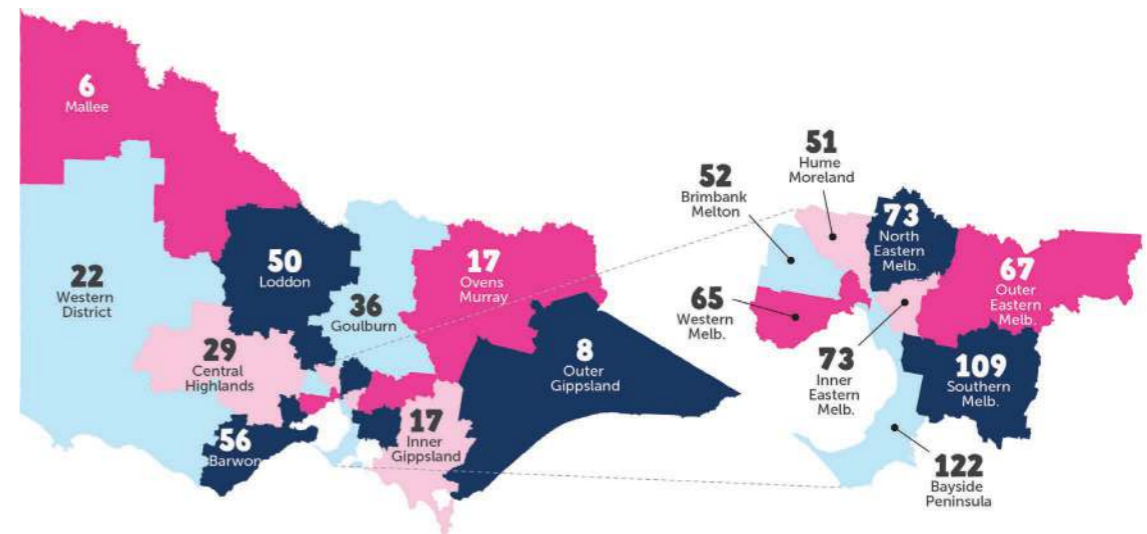 6
Mallee
22
Western
District
50
Loddon
36
Goulburn
17
Ovens
Murray
29
Central
Highlands
8
Outer
Gippsland
56
Barwon
17
Inner
Gippsland
51
Hume
Moreland
52
Brimbank
Melton
73
North
Eastern
Melb.
67
Outer
Eastern
Melb.
65
Western
Melb.
73
Inner
Eastern
Melb.
109
Southern
Melb.
122
Bayside
Peninsula